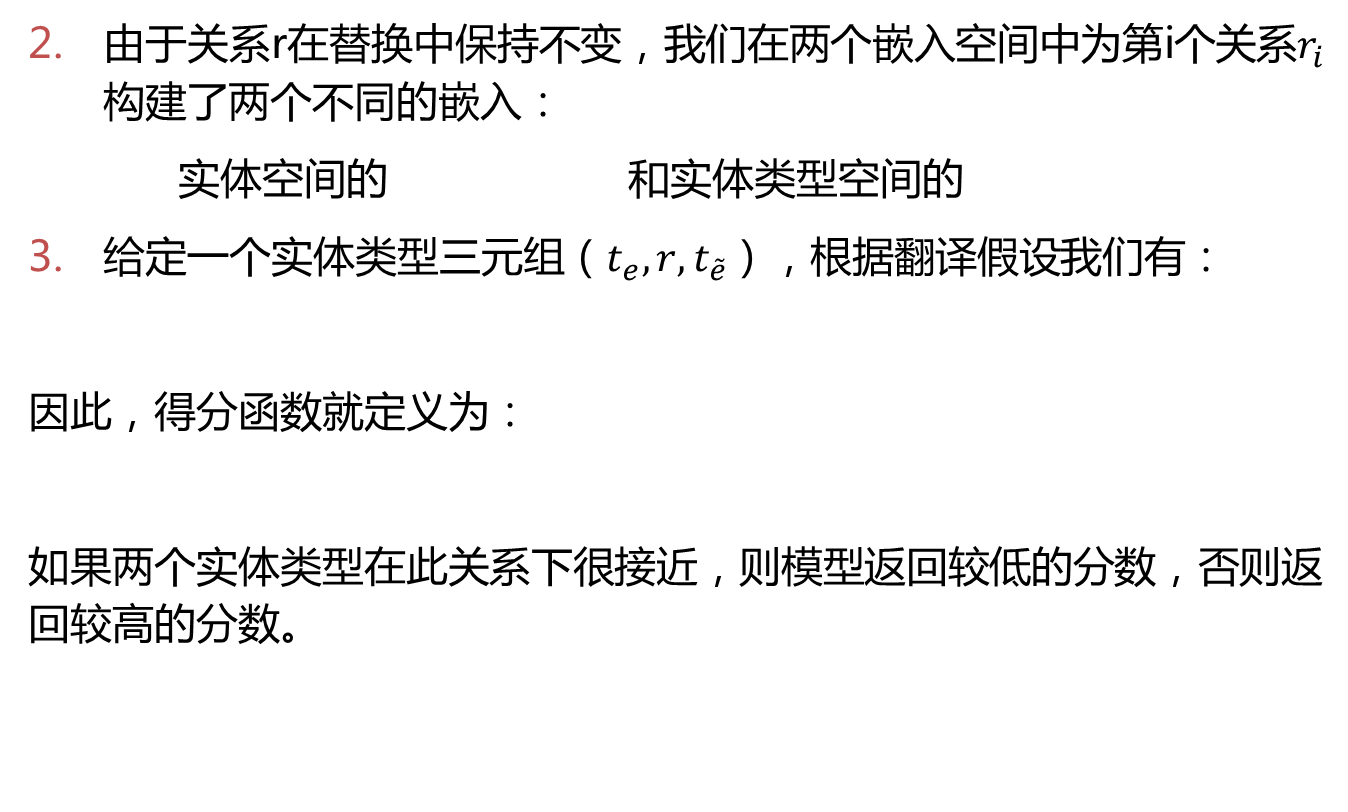 2. 由于关系r在替换中保持不变，我们在两个嵌入空间中为第i个关系𝑟ᵢ
构建了两个不同的嵌入：
实体空间的 和实体类型空间的
3. 给定一个实体类型三元组（𝑡ₑ,𝑟,𝑡_ẽ），根据翻译假设我们有：
因此，得分函数就定义为：
如果两个实体类型在此关系下很接近，则模型返回较低的分数，否则返
回较高的分数。